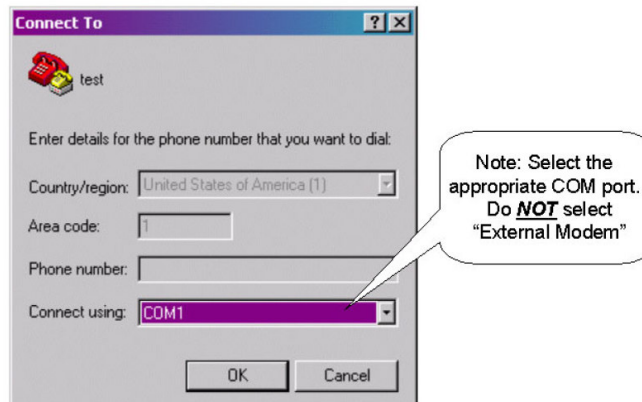 Connect To
test
Enter details for the phone number that you want to dial:
Country/region: United States of America (1)
Area code: 1
Phone number:
Connect using: COM1
OK Cancel
Note: Select the
appropriate COM port.
Do NOT select
“External Modem”